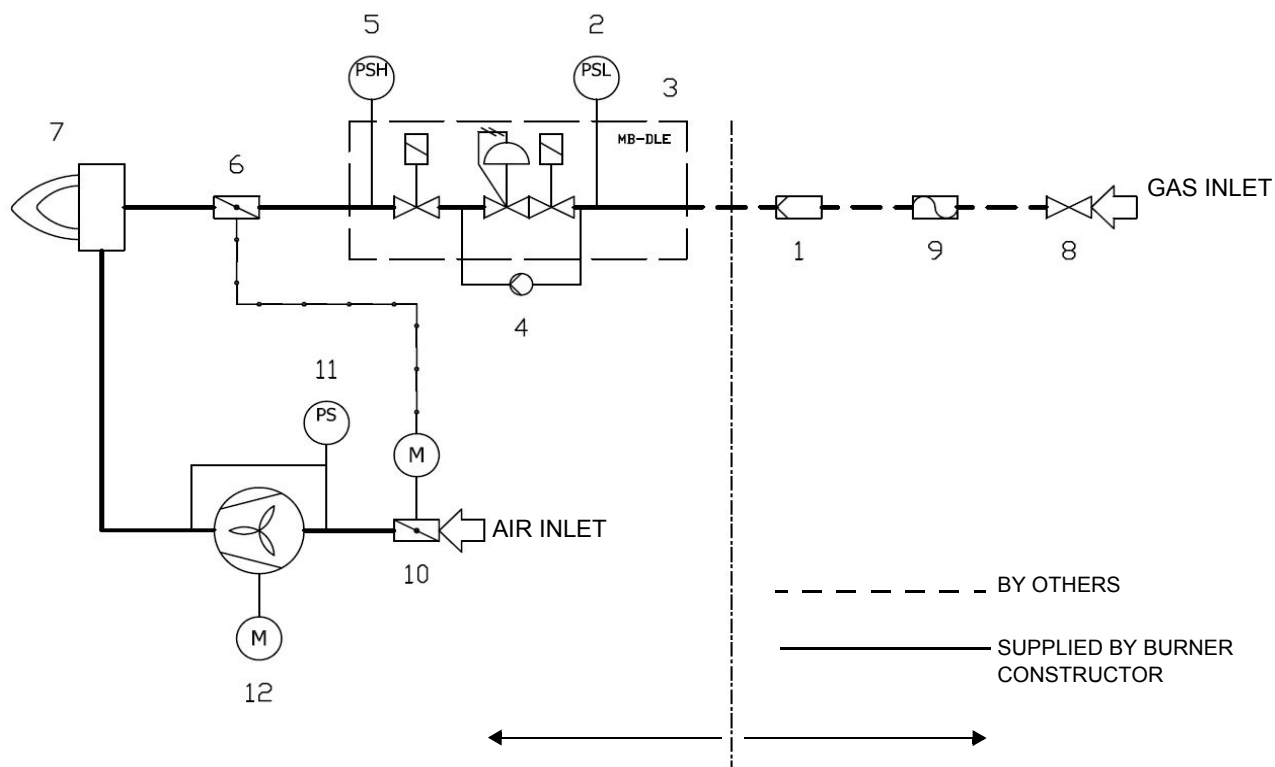 5
2
PSH
PSL
3
MB-DLE
7
6
GAS INLET
1
9
8
4
11
PS
M
AIR INLET
10
M
12
BY OTHERS
SUPPLIED BY BURNER
CONSTRUCTOR